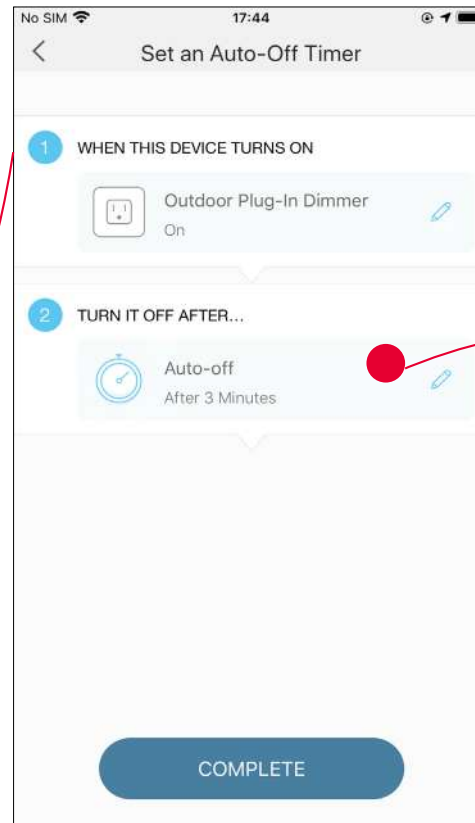 No SIM 17:44
Set an Auto-Off Timer
1 WHEN THIS DEVICE TURNS ON
Outdoor Plug-In Dimmer
On
2 TURN IT OFF AFTER...
Auto-off
After 3 Minutes
COMPLETE